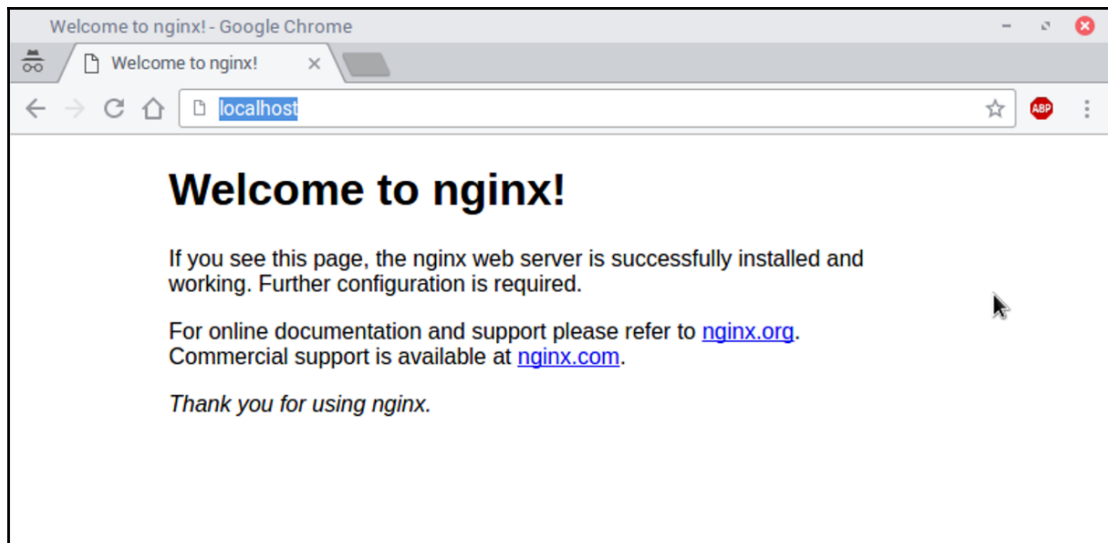 Welcome to nginx! - Google Chrome
Welcome to nginx!
localhost
ABP
Welcome to nginx!
If you see this page, the nginx web server is successfully installed and
working. Further configuration is required.
For online documentation and support please refer to nginx.org.
Commercial support is available at nginx.com.
Thank you for using nginx.